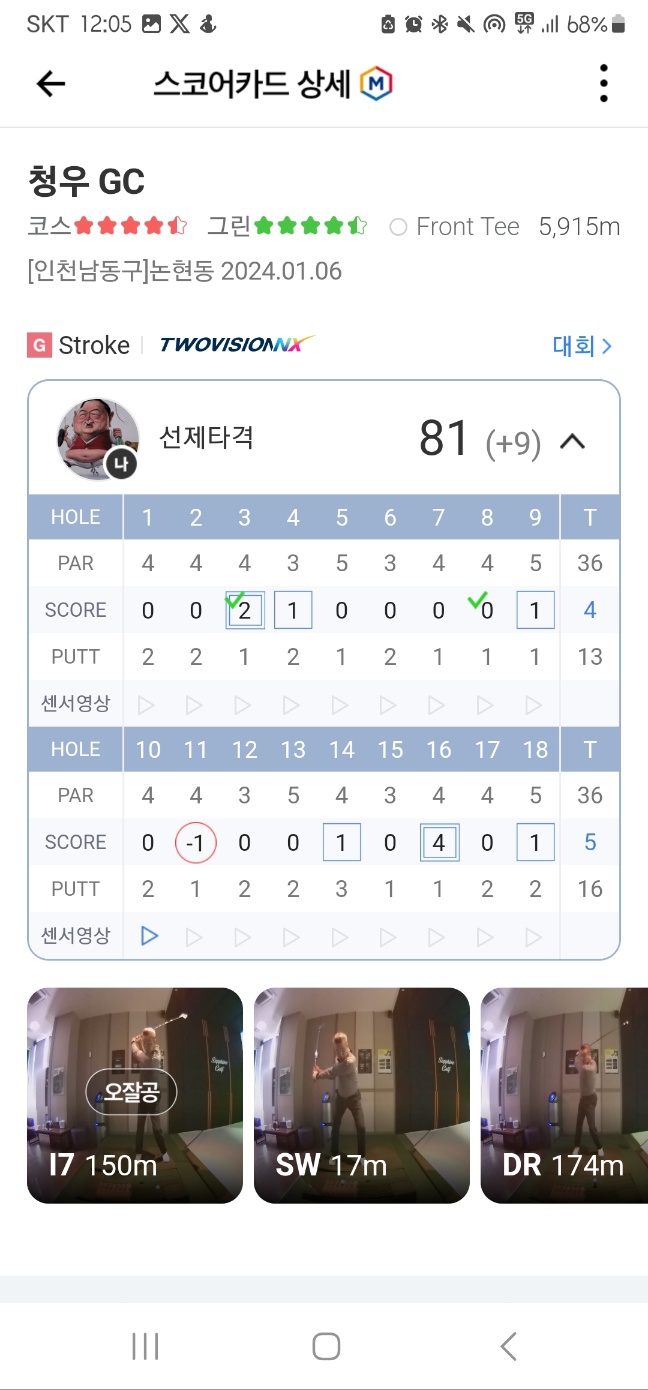 SKT 12:05 5G 68%
스코어카드 상세 M
청우 GC
코스 그린 Front Tee 5,915m
[인천남동구]논현동 2024.01.06
G Stroke TWOVISIONNX 대회
나 선제타격 81 (+9)
HOLE 1 2 3 4 5 6 7 8 9 T
PAR 4 4 4 3 5 3 4 4 5 36
SCORE 0 0 2 1 0 0 0 0 1 4
PUTT 2 2 1 2 1 2 1 1 1 13
센서영상
HOLE 10 11 12 13 14 15 16 17 18 T
PAR 4 4 3 5 4 3 4 4 5 36
SCORE 0 -1 0 0 1 0 4 0 1 5
PUTT 2 1 2 2 3 1 1 2 2 16
센서영상
오잘공
I7 150m
Sapphire
Golf
SW 17m
Sapphire
Golf
DR 174m